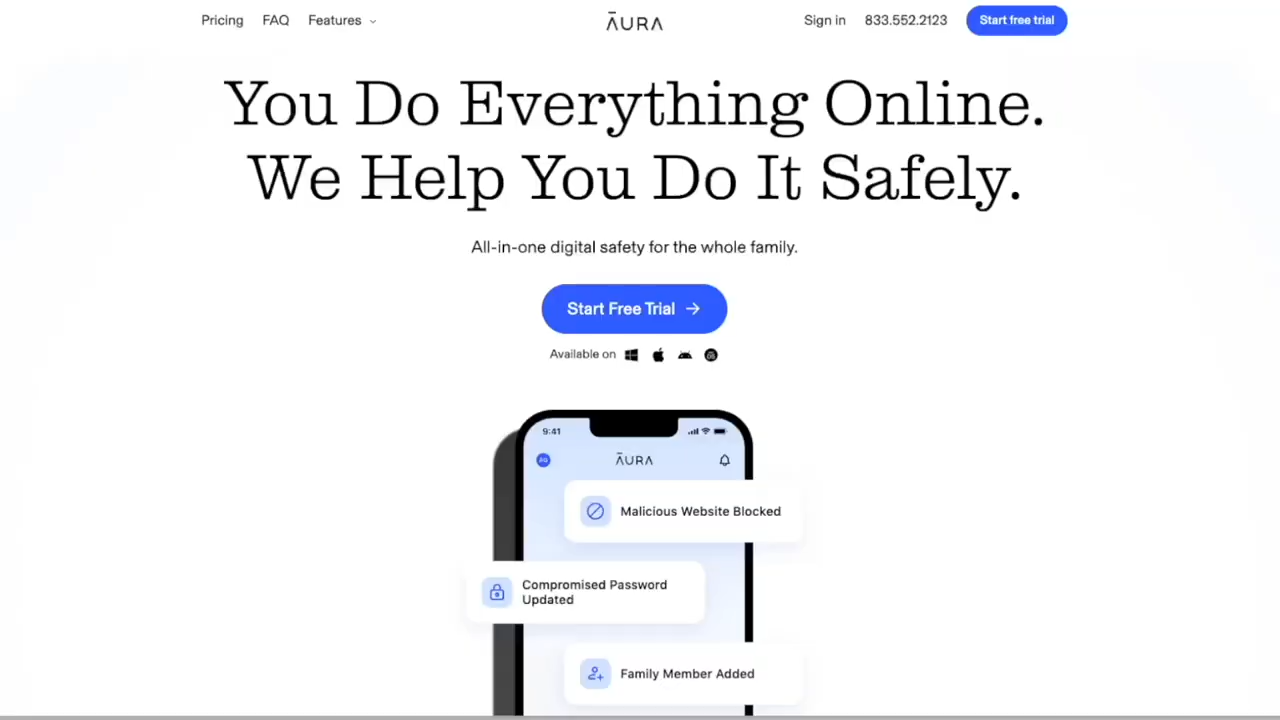 Pricing FAQ Features
ĀURA
Sign in 833.552.2123 Start free trial
You Do Everything Online.
We Help You Do It Safely.
All-in-one digital safety for the whole family.
Start Free Trial →
Available on
9:41
ĀURA
Malicious Website Blocked
Compromised Password
Updated
Family Member Added